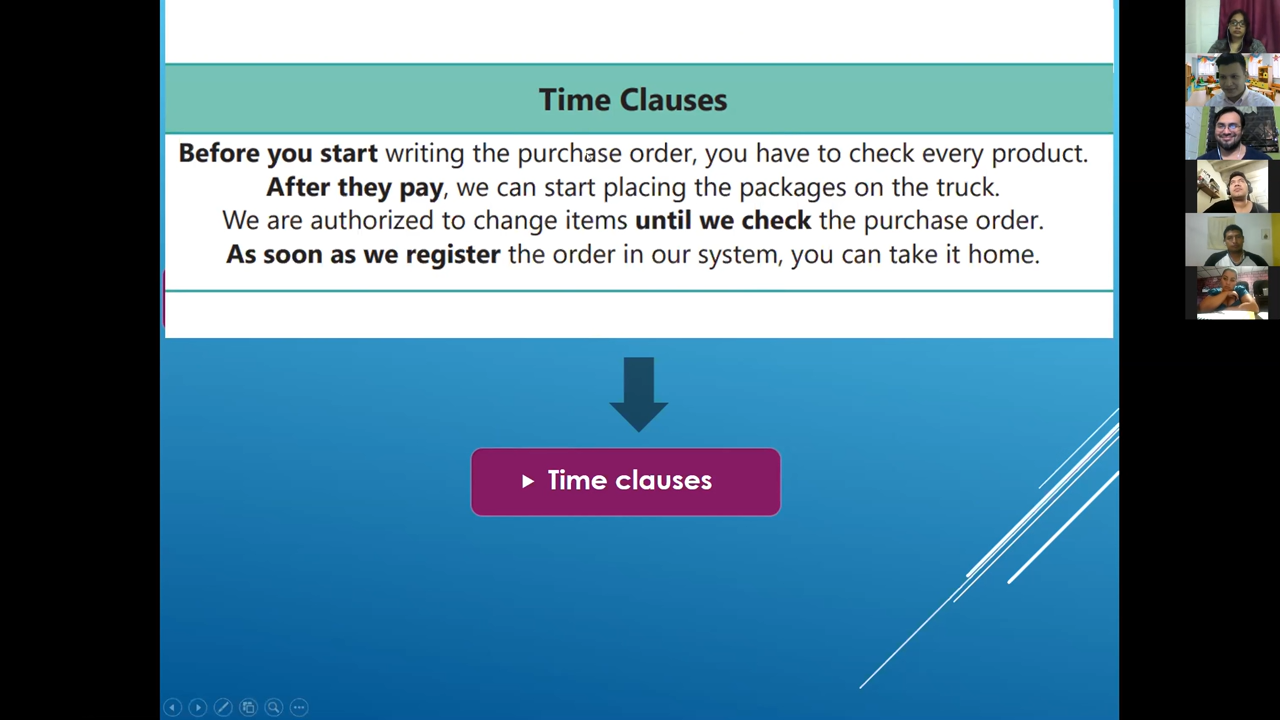 Time Clauses
Before you start writing the purchase order, you have to check every product.
After they pay, we can start placing the packages on the truck.
We are authorized to change items until we check the purchase order.
As soon as we register the order in our system, you can take it home.
Time clauses